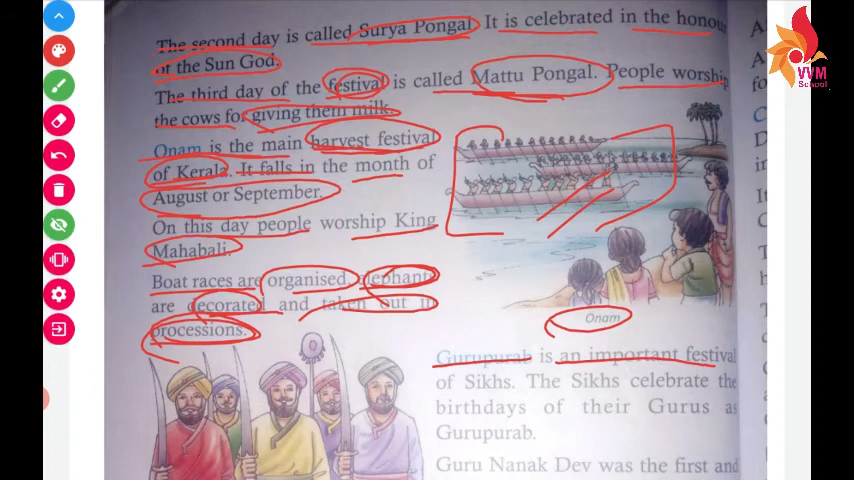 The second day is called Surya Pongal. It is celebrated in the honour
of the Sun God.
The third day of the festival is called Mattu Pongal. People worship
the cows for giving them milk.
Onam is the main harvest festival
of Kerala. It falls in the month of
August or September.
On this day people worship King
Mahabali.
Boat races are organised, elephants
are decorated and taken out in
processions.
Onam
Gurupurab is an important festival
of Sikhs. The Sikhs celebrate the
birthdays of their Gurus as
Gurupurab.
Guru Nanak Dev was the first and
VVM
School